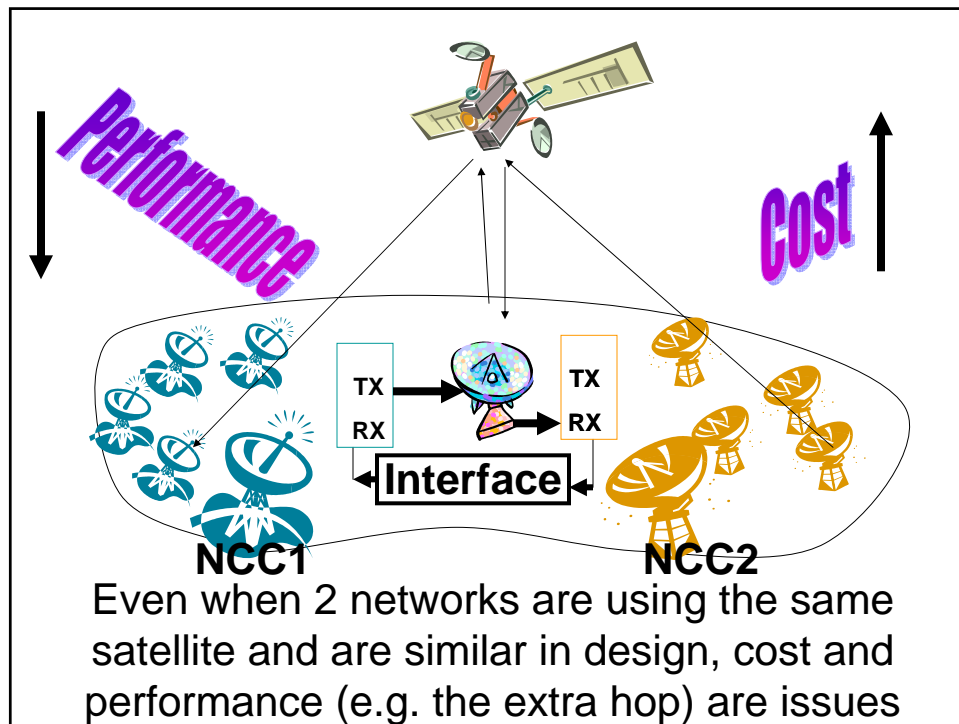 Performance
Cost
TX
TX
RX
RX
Interface
NCC1
NCC2
Even when 2 networks are using the same
satellite and are similar in design, cost and
performance (e.g. the extra hop) are issues